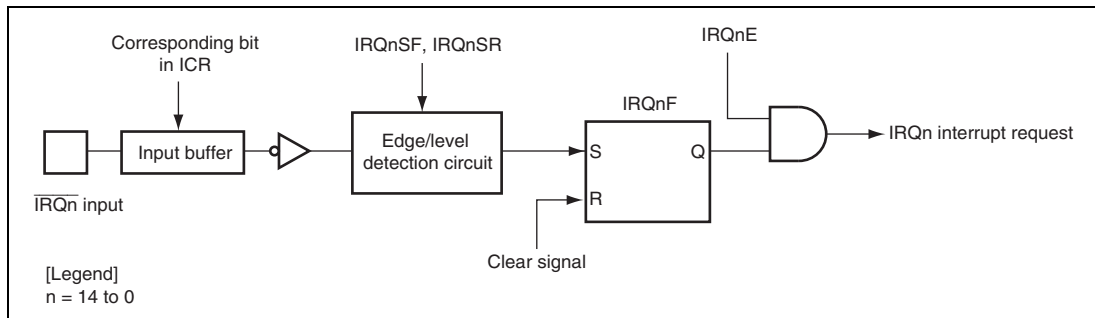 Corresponding bit
in ICR
IRQnSF, IRQnSR
IRQnE
IRQnF
Input buffer
Edge/level
detection circuit
S
Q
R
IRQn interrupt request
I̅R̅Q̅n̅ input
Clear signal
[Legend]
n = 14 to 0